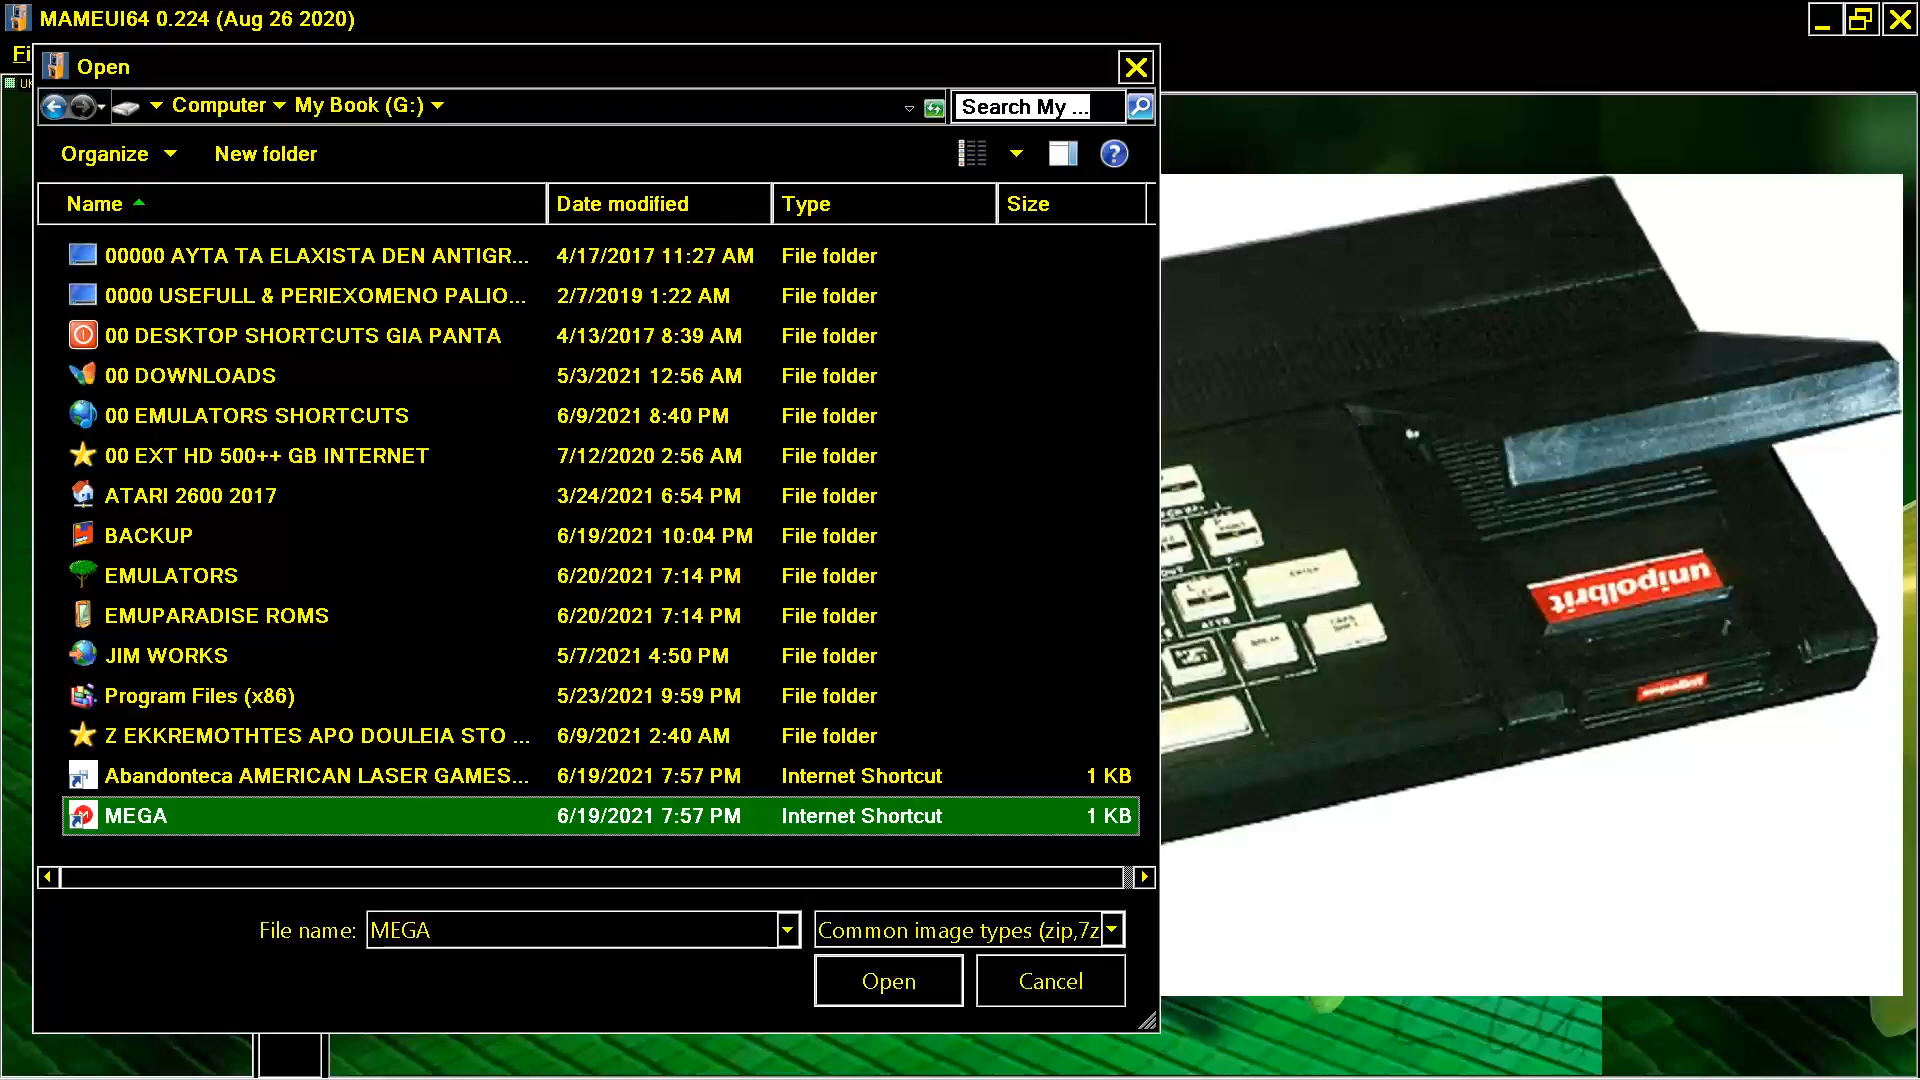 MAMEUI64 0.224 (Aug 26 2020)
Fi
Open
Computer My Book (G:)
Search My ...
Organize New folder
Name Date modified Type Size
00000 AYTA TA ELAXISTA DEN ANTIGR... 4/17/2017 11:27 AM File folder
0000 USEFULL & PERIEXOMENO PALIO... 2/7/2019 1:22 AM File folder
00 DESKTOP SHORTCUTS GIA PANTA 4/13/2017 8:39 AM File folder
00 DOWNLOADS 5/3/2021 12:56 AM File folder
00 EMULATORS SHORTCUTS 6/9/2021 8:40 PM File folder
00 EXT HD 500++ GB INTERNET 7/12/2020 2:56 AM File folder
ATARI 2600 2017 3/24/2021 6:54 PM File folder
BACKUP 6/19/2021 10:04 PM File folder
EMULATORS 6/20/2021 7:14 PM File folder
EMUPARADISE ROMS 6/20/2021 7:14 PM File folder
JIM WORKS 5/7/2021 4:50 PM File folder
Program Files (x86) 5/23/2021 9:59 PM File folder
Z EKKREMOTHTES APO DOULEIA STO ... 6/9/2021 2:40 AM File folder
Abandonteca AMERICAN LASER GAMES... 6/19/2021 7:57 PM Internet Shortcut 1 KB
MEGA 6/19/2021 7:57 PM Internet Shortcut 1 KB
File name: MEGA Common image types (zip,7z
Open Cancel
unipolbrit
ENTER
BREAK
CAPS